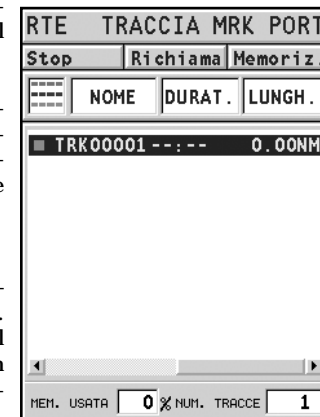 RTE TRACCIA MRK PORT
Stop Richiama Memoriz.
NOME DURAT. LUNGH.
TRK00001 --:-- 0.00NM
MEM. USATA 0 % NUM. TRACCE 1